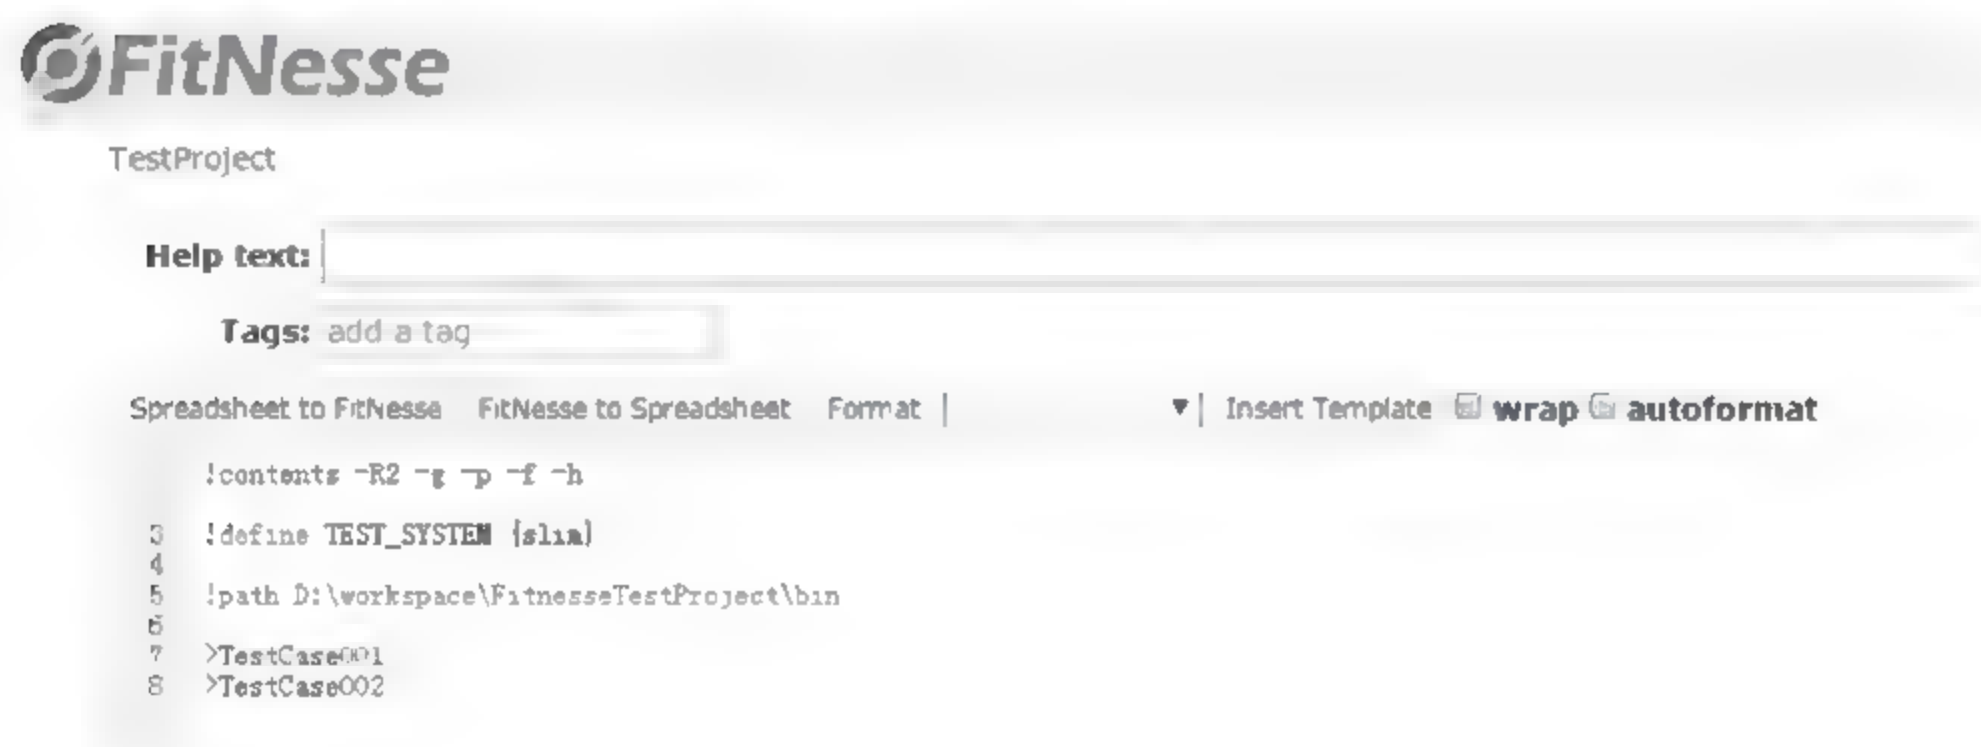 FitNesse
TestProject
Help text:
Tags: add a tag
Spreadsheet to FitNesse FitNesse to Spreadsheet Format | ▼ | Insert Template wrap autoformat
!contents -R2 -g -p -f -h
3 !define TEST_SYSTEM {slim}
4
5 !path D:\workspace\FitnesseTestProject\bin
6
7 >TestCase001
8 >TestCase002